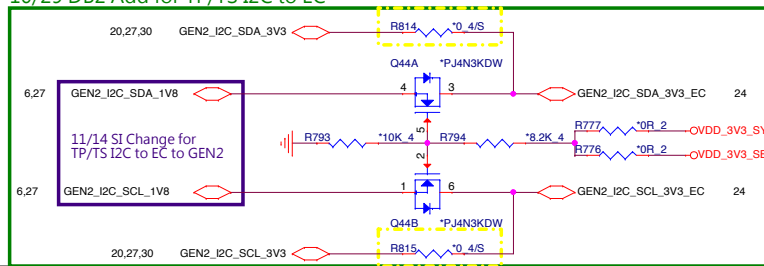 10/29 DB2 Add for TP/TS I2C to EC
20,27,30 GEN2_I2C_SDA_3V3 R814 *0_4/S
Q44A *PJ4N3KDW
6,27 GEN2_I2C_SDA_1V8 4 3 GEN2_I2C_SDA_3V3_EC 24
5
11/14 SI Change for
TP/TS I2C to EC to GEN2
R793 *10K_4 R794 *8.2K_4
R777 *0R_2 VDD_3V3_SY
R776 *0R_2 VDD_3V3_SE
2
6,27 GEN2_I2C_SCL_1V8 1 6 GEN2_I2C_SCL_3V3_EC 24
Q44B *PJ4N3KDW
20,27,30 GEN2_I2C_SCL_3V3 R815 *0_4/S